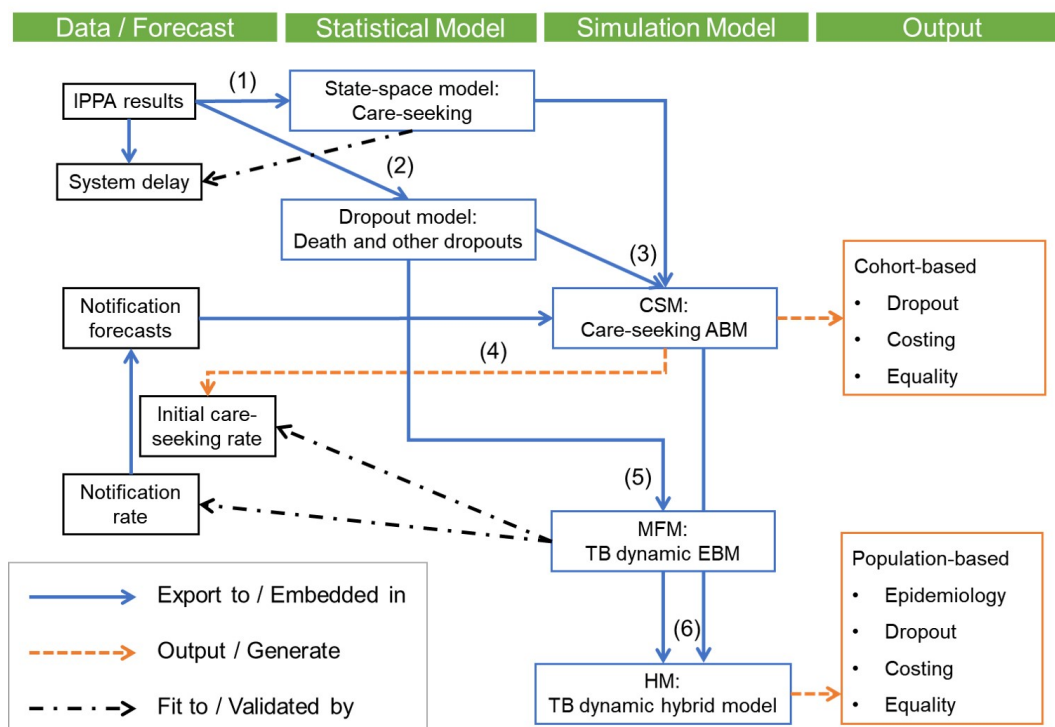 Data / Forecast
Statistical Model
Simulation Model
Output
(1)
IPPA results
State-space model:
Care-seeking
System delay
(2)
Dropout model:
Death and other dropouts
(3)
Cohort-based
• Dropout
• Costing
• Equality
Notification
forecasts
CSM:
Care-seeking ABM
(4)
Initial care-
seeking rate
Notification
rate
(5)
MFM:
TB dynamic EBM
Population-based
• Epidemiology
• Dropout
• Costing
• Equality
(6)
HM:
TB dynamic hybrid model
Export to / Embedded in
Output / Generate
Fit to / Validated by